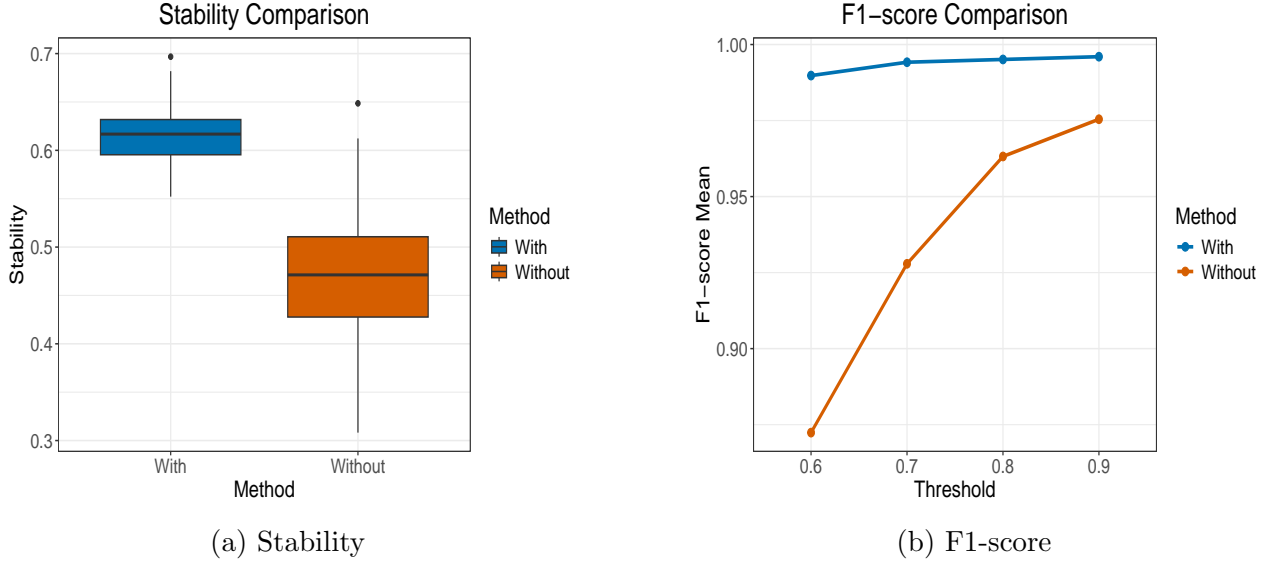 Stability Comparison
0.7
0.6
0.5
0.4
0.3
Stability
With
Without
Method
Method
With
Without
(a) Stability
F1−score Comparison
1.00
0.95
0.90
F1−score Mean
0.6
0.7
0.8
0.9
Threshold
Method
With
Without
(b) F1-score